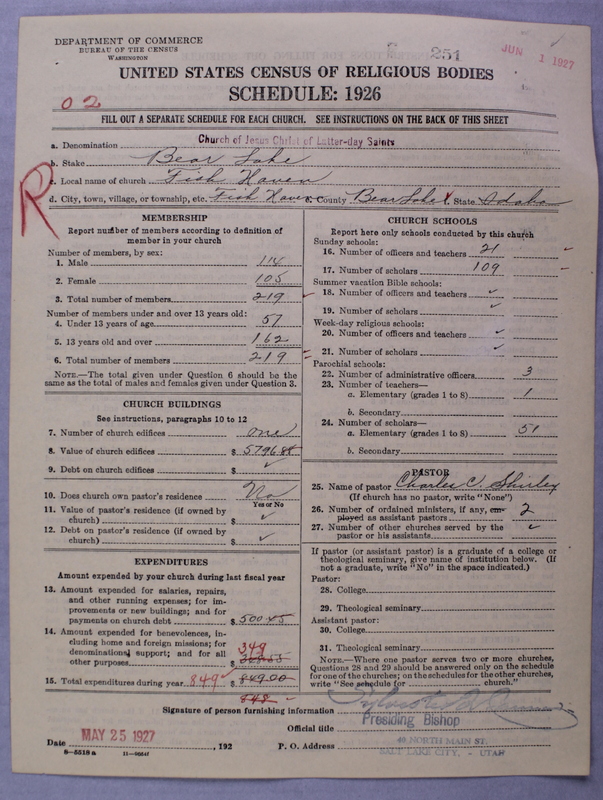 DEPARTMENT OF COMMERCE
BUREAU OF THE CENSUS
WASHINGTON
251
JUN 1 1927
UNITED STATES CENSUS OF RELIGIOUS BODIES
SCHEDULE: 1926
02
FILL OUT A SEPARATE SCHEDULE FOR EACH CHURCH. SEE INSTRUCTIONS ON THE BACK OF THIS SHEET
a. Denomination Church of Jesus Christ of Latter-day Saints
b. Stake Bear Lake
c. Local name of church Fish Haven
d. City, town, village, or township, etc. Fish Haven County Bear Lake State Idaho
R
MEMBERSHIP
Report number of members according to definition of
member in your church
Number of members, by sex:
1. Male 114
2. Female 105
3. Total number of members 219
Number of members under and over 13 years old:
4. Under 13 years of age 57
5. 13 years old and over 162
6. Total number of members 219
NOTE.—The total given under Question 6 should be the
same as the total of males and females given under Question 3.
CHURCH BUILDINGS
See instructions, paragraphs 10 to 12
7. Number of church edifices one
8. Value of church edifices $ 5796.88
9. Debt on church edifices $ ✓
10. Does church own pastor's residence No
Yes or No
11. Value of pastor's residence (if owned by
church) $ ✓
12. Debt on pastor's residence (if owned by
church) $ ✓
EXPENDITURES
Amount expended by your church during last fiscal year
13. Amount expended for salaries, repairs,
and other running expenses; for im-
provements or new buildings; and for
payments on church debt $ 500.45
14. Amount expended for benevolences, in-
cluding home and foreign missions; for
denominational support; and for all
other purposes $ 349
15. Total expenditures during year 849 $ 849.00
848
CHURCH SCHOOLS
Report here only schools conducted by this church
Sunday schools:
16. Number of officers and teachers 21
17. Number of scholars 109
Summer vacation Bible schools:
18. Number of officers and teachers ✓
19. Number of scholars ✓
Week-day religious schools:
20. Number of officers and teachers ✓
21. Number of scholars ✓
Parochial schools:
22. Number of administrative officers 3
23. Number of teachers—
a. Elementary (grades 1 to 8) 1
b. Secondary
24. Number of scholars—
a. Elementary (grades 1 to 8) 51
b. Secondary
PASTOR
25. Name of pastor Charles C. Shirley
(If church has no pastor, write "None")
26. Number of ordained ministers, if any, em-
ployed as assistant pastors 2
27. Number of other churches served by the
pastor or his assistants ✓
If pastor (or assistant pastor) is a graduate of a college or
theological seminary, give name of institution below. (If
not a graduate, write "No" in the space indicated.)
Pastor:
28. College
29. Theological seminary
Assistant pastor:
30. College
31. Theological seminary
NOTE.—Where one pastor serves two or more churches,
Questions 28 and 29 should be answered only on the schedule
for one of the churches; on the schedules for the other churches,
write "See schedule for church."
Signature of person furnishing information
Official title Presiding Bishop
Date MAY 25 1927, 192 P. O. Address 40 NORTH MAIN ST.
SALT LAKE CITY, - UTAH
8—5518 a